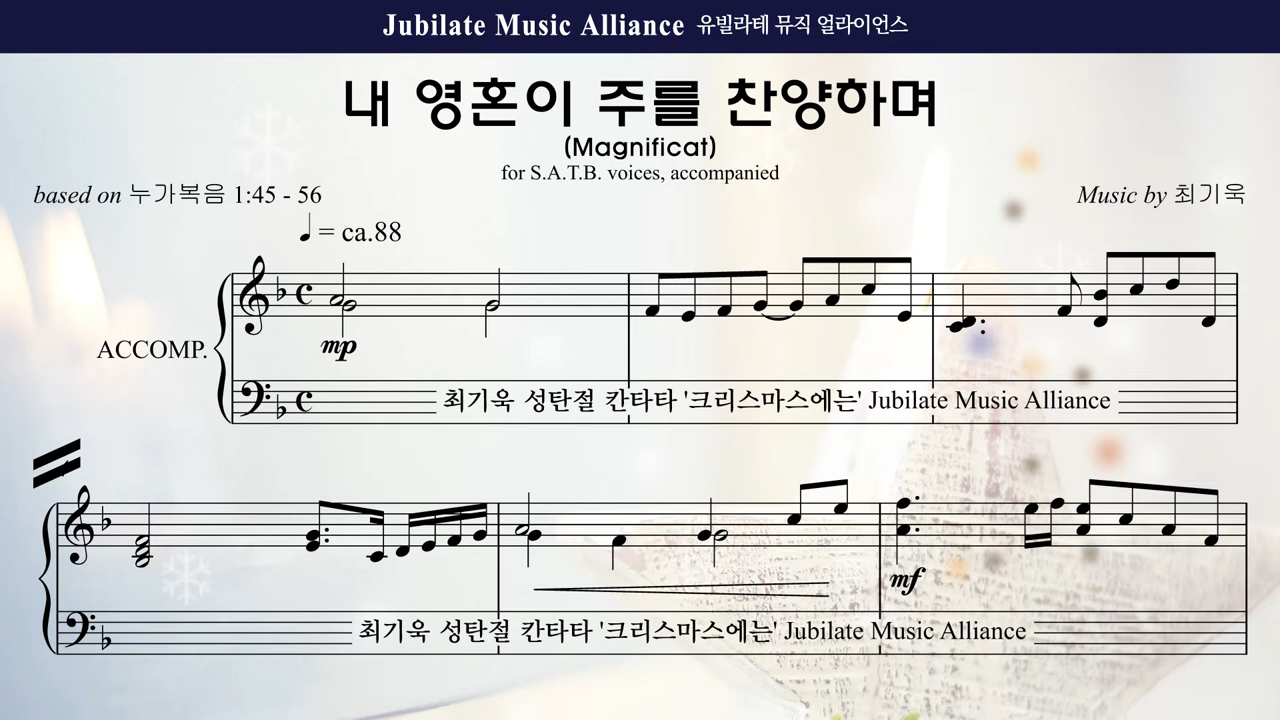 Jubilate Music Alliance 유빌라테 뮤직 얼라이언스
내 영혼이 주를 찬양하며
(Magnificat)
for S.A.T.B. voices, accompanied
based on 누가복음 1:45 - 56
Music by 최기욱
♩ = ca.88
ACCOMP.
mp
최기욱 성탄절 칸타타 '크리스마스에는' Jubilate Music Alliance
mf
최기욱 성탄절 칸타타 '크리스마스에는' Jubilate Music Alliance